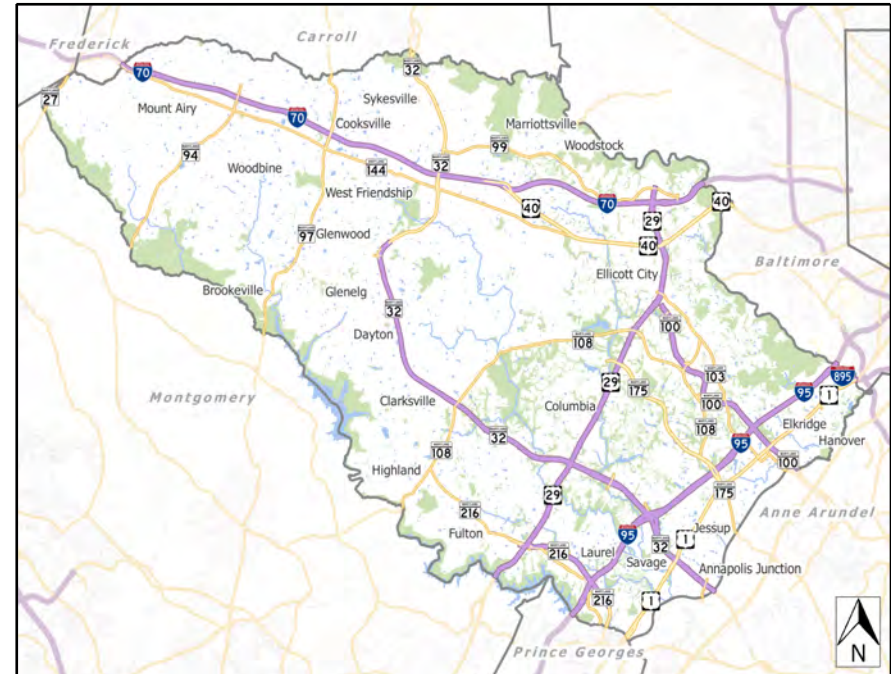 Frederick
Carroll
32
70
27
Mount Airy
70
Sykesville
Cooksville
Marriottsville
99
Woodstock
94
Woodbine
144
32
West Friendship
40
70
29
40
40
97
Glenwood
Ellicott City
Baltimore
Brookeville
Glenelg
32
Dayton
108
100
Montgomery
29
175
103
95
895
1
Clarksville
Columbia
100
108
Elkridge
Hanover
108
32
95
100
Highland
29
175
216
Anne Arundel
Fulton
95
Jessup
216
Laurel
32
1
Savage
Annapolis Junction
216
1
Prince Georges
N